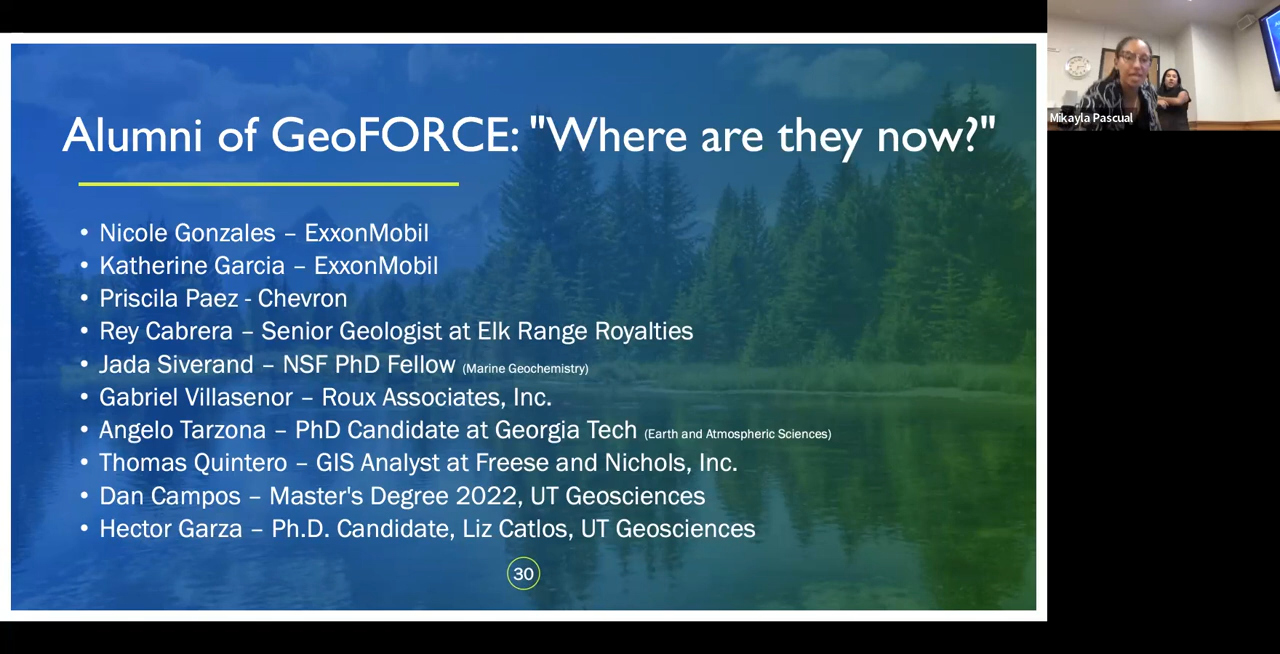 Alumni of GeoFORCE: "Where are they now?"
• Nicole Gonzales – ExxonMobil
• Katherine Garcia – ExxonMobil
• Priscila Paez - Chevron
• Rey Cabrera – Senior Geologist at Elk Range Royalties
• Jada Siverand – NSF PhD Fellow (Marine Geochemistry)
• Gabriel Villasenor – Roux Associates, Inc.
• Angelo Tarzona – PhD Candidate at Georgia Tech (Earth and Atmospheric Sciences)
• Thomas Quintero – GIS Analyst at Freese and Nichols, Inc.
• Dan Campos – Master's Degree 2022, UT Geosciences
• Hector Garza – Ph.D. Candidate, Liz Catlos, UT Geosciences
30
Mikayla Pascual